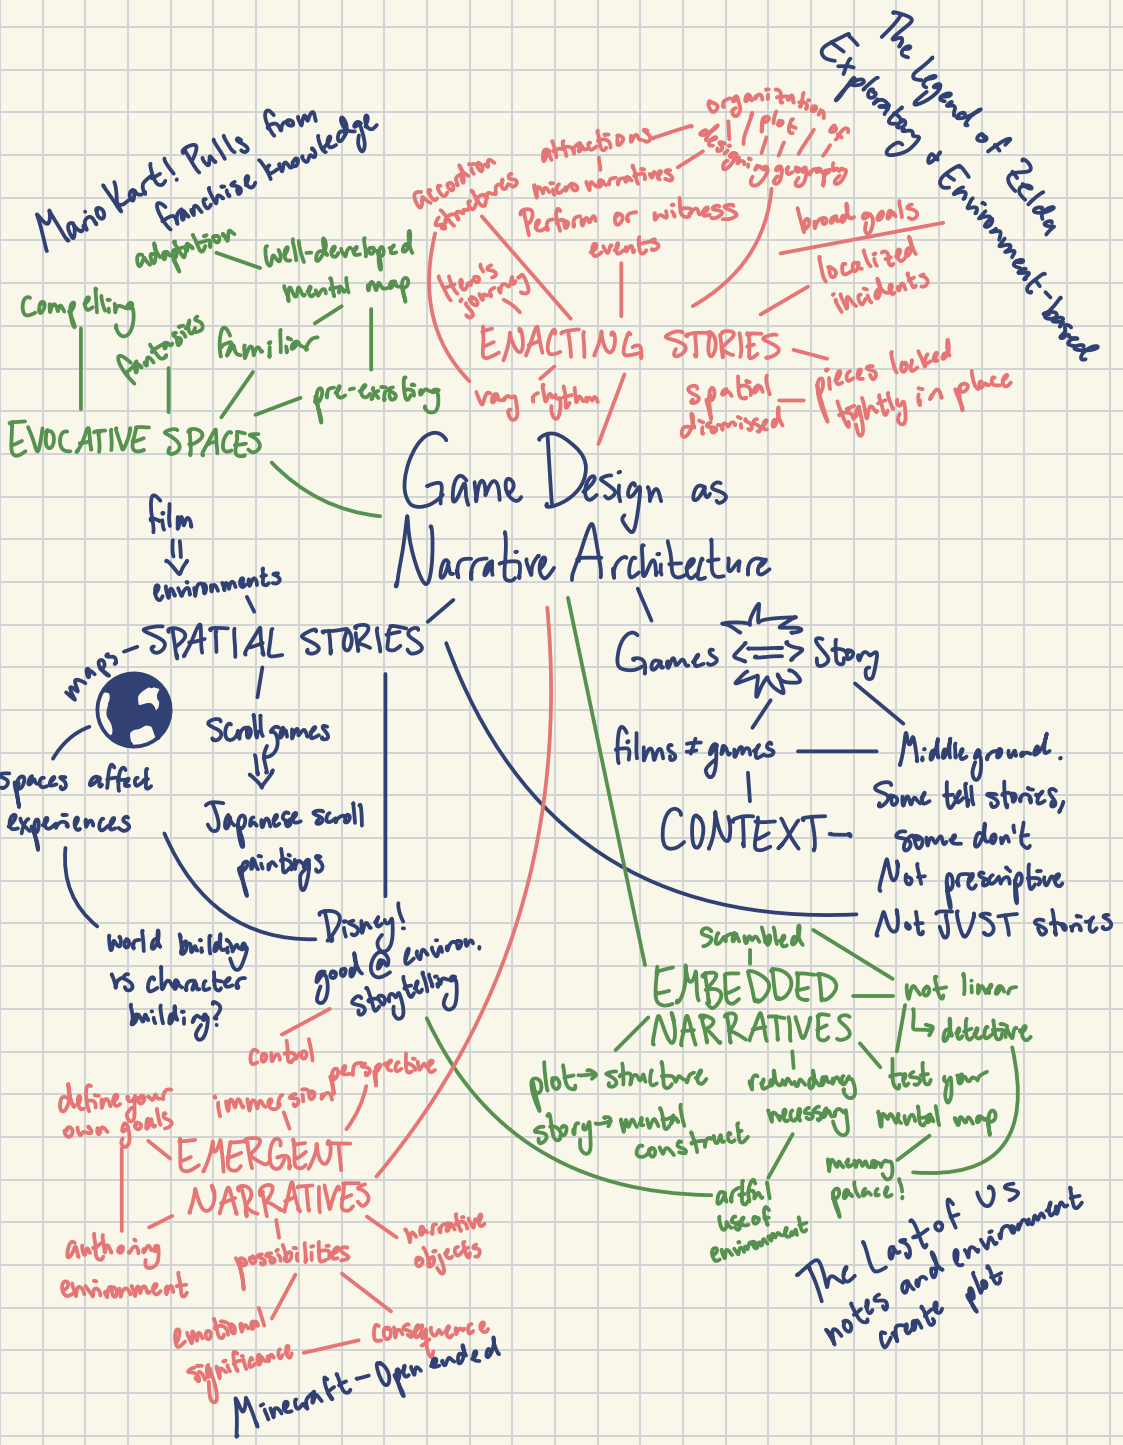 The Legend of Zelda
Exploratory & Environment-based
Mario Kart! Pulls from
franchise knowledge
organiztion of
plot
designing geography
attractions
micro narratives
accordion
structures
Perform or witness
events
broad goals
localized
incidents
Hero's
journey
ENACTING STORIES
vary rhythm
spatial
dismissed
pieces locked
tightly in place
adaptation
well-developed
mental map
compelling
fantasies
familiar
pre-existing
EVOCATIVE SPACES
Game Design as
Narrative Architecture
film
environments
SPATIAL STORIES
maps
Scroll games
Japanese scroll
paintings
spaces affect
experiences
world building
vs character
building?
Disney!
good @ environ.
storytelling
Games <=> Story
films ≠ games
CONTEXT
Middleground.
Some tell stories,
some don't
Not prescriptive
Not JUST stories
scrambled
EMBEDDED
NARRATIVES
not linear
↳ detective
plot → structure
story → mental
construct
redundancy
necessary
test your
mental map
memory
palace!
artful
use of
environment
The Last of US
notes and environment
create plot
control
immersion
perspective
define your
own goals
EMERGENT
NARRATIVES
authoring
environment
possibilities
narrative
objects
emotional
significance
consequence
Minecraft - Open ended